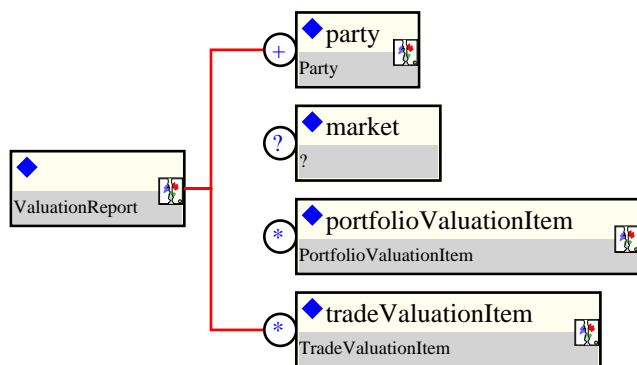 +
party
Party
?
market
?
ValuationReport
*
portfolioValuationItem
PortfolioValuationItem
*
tradeValuationItem
TradeValuationItem